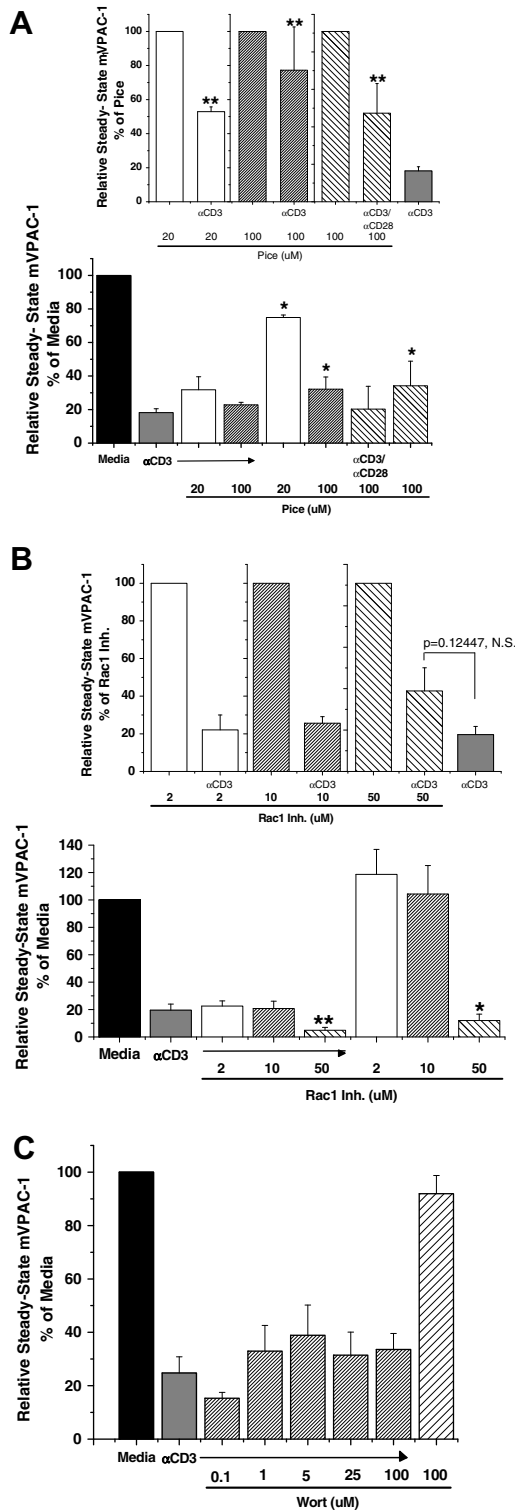 A
Relative Steady- State mVPAC-1
% of Pice
100
80
60
40
20
0
**
**
**
αCD3
αCD3
αCD3/
αCD28
αCD3
20
20
100
100
100
100
Pice (uM)
Relative Steady- State mVPAC-1
% of Media
100
80
60
40
20
0
*
*
*
Media
αCD3
αCD3/
αCD28
20
100
20
100
100
100
Pice (uM)
B
Relative Steady-State mVPAC-1
% of Rac1 Inh.
100
80
60
40
20
0
p=0.12447, N.S.
αCD3
αCD3
αCD3
αCD3
2
2
10
10
50
50
Rac1 Inh. (uM)
Relative Steady-State mVPAC-1
% of Media
120
100
80
60
40
20
0
**
*
Media
αCD3
2
10
50
2
10
50
Rac1 Inh. (uM)
C
Relative Steady-State mVPAC-1
% of Media
100
80
60
40
20
0
Media
αCD3
0.1
1
5
25
100
100
Wort (uM)